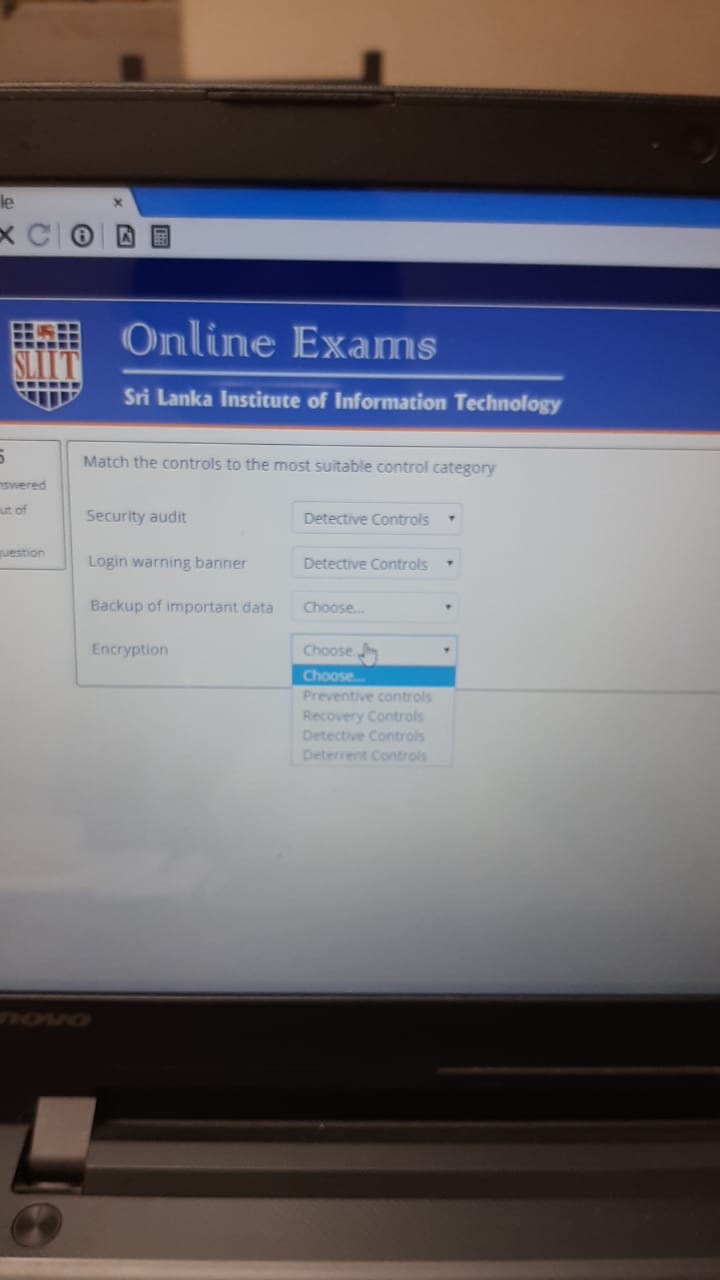 le ×
SLIIT
Online Exams
Sri Lanka Institute of Information Technology
Match the controls to the most suitable control category
Security audit Detective Controls
Login warning banner Detective Controls
Backup of important data Choose...
Encryption Choose...
Choose...
Preventive controls
Recovery Controls
Detective Controls
Deterrent Controls
nswered
ut of
uestion
novo